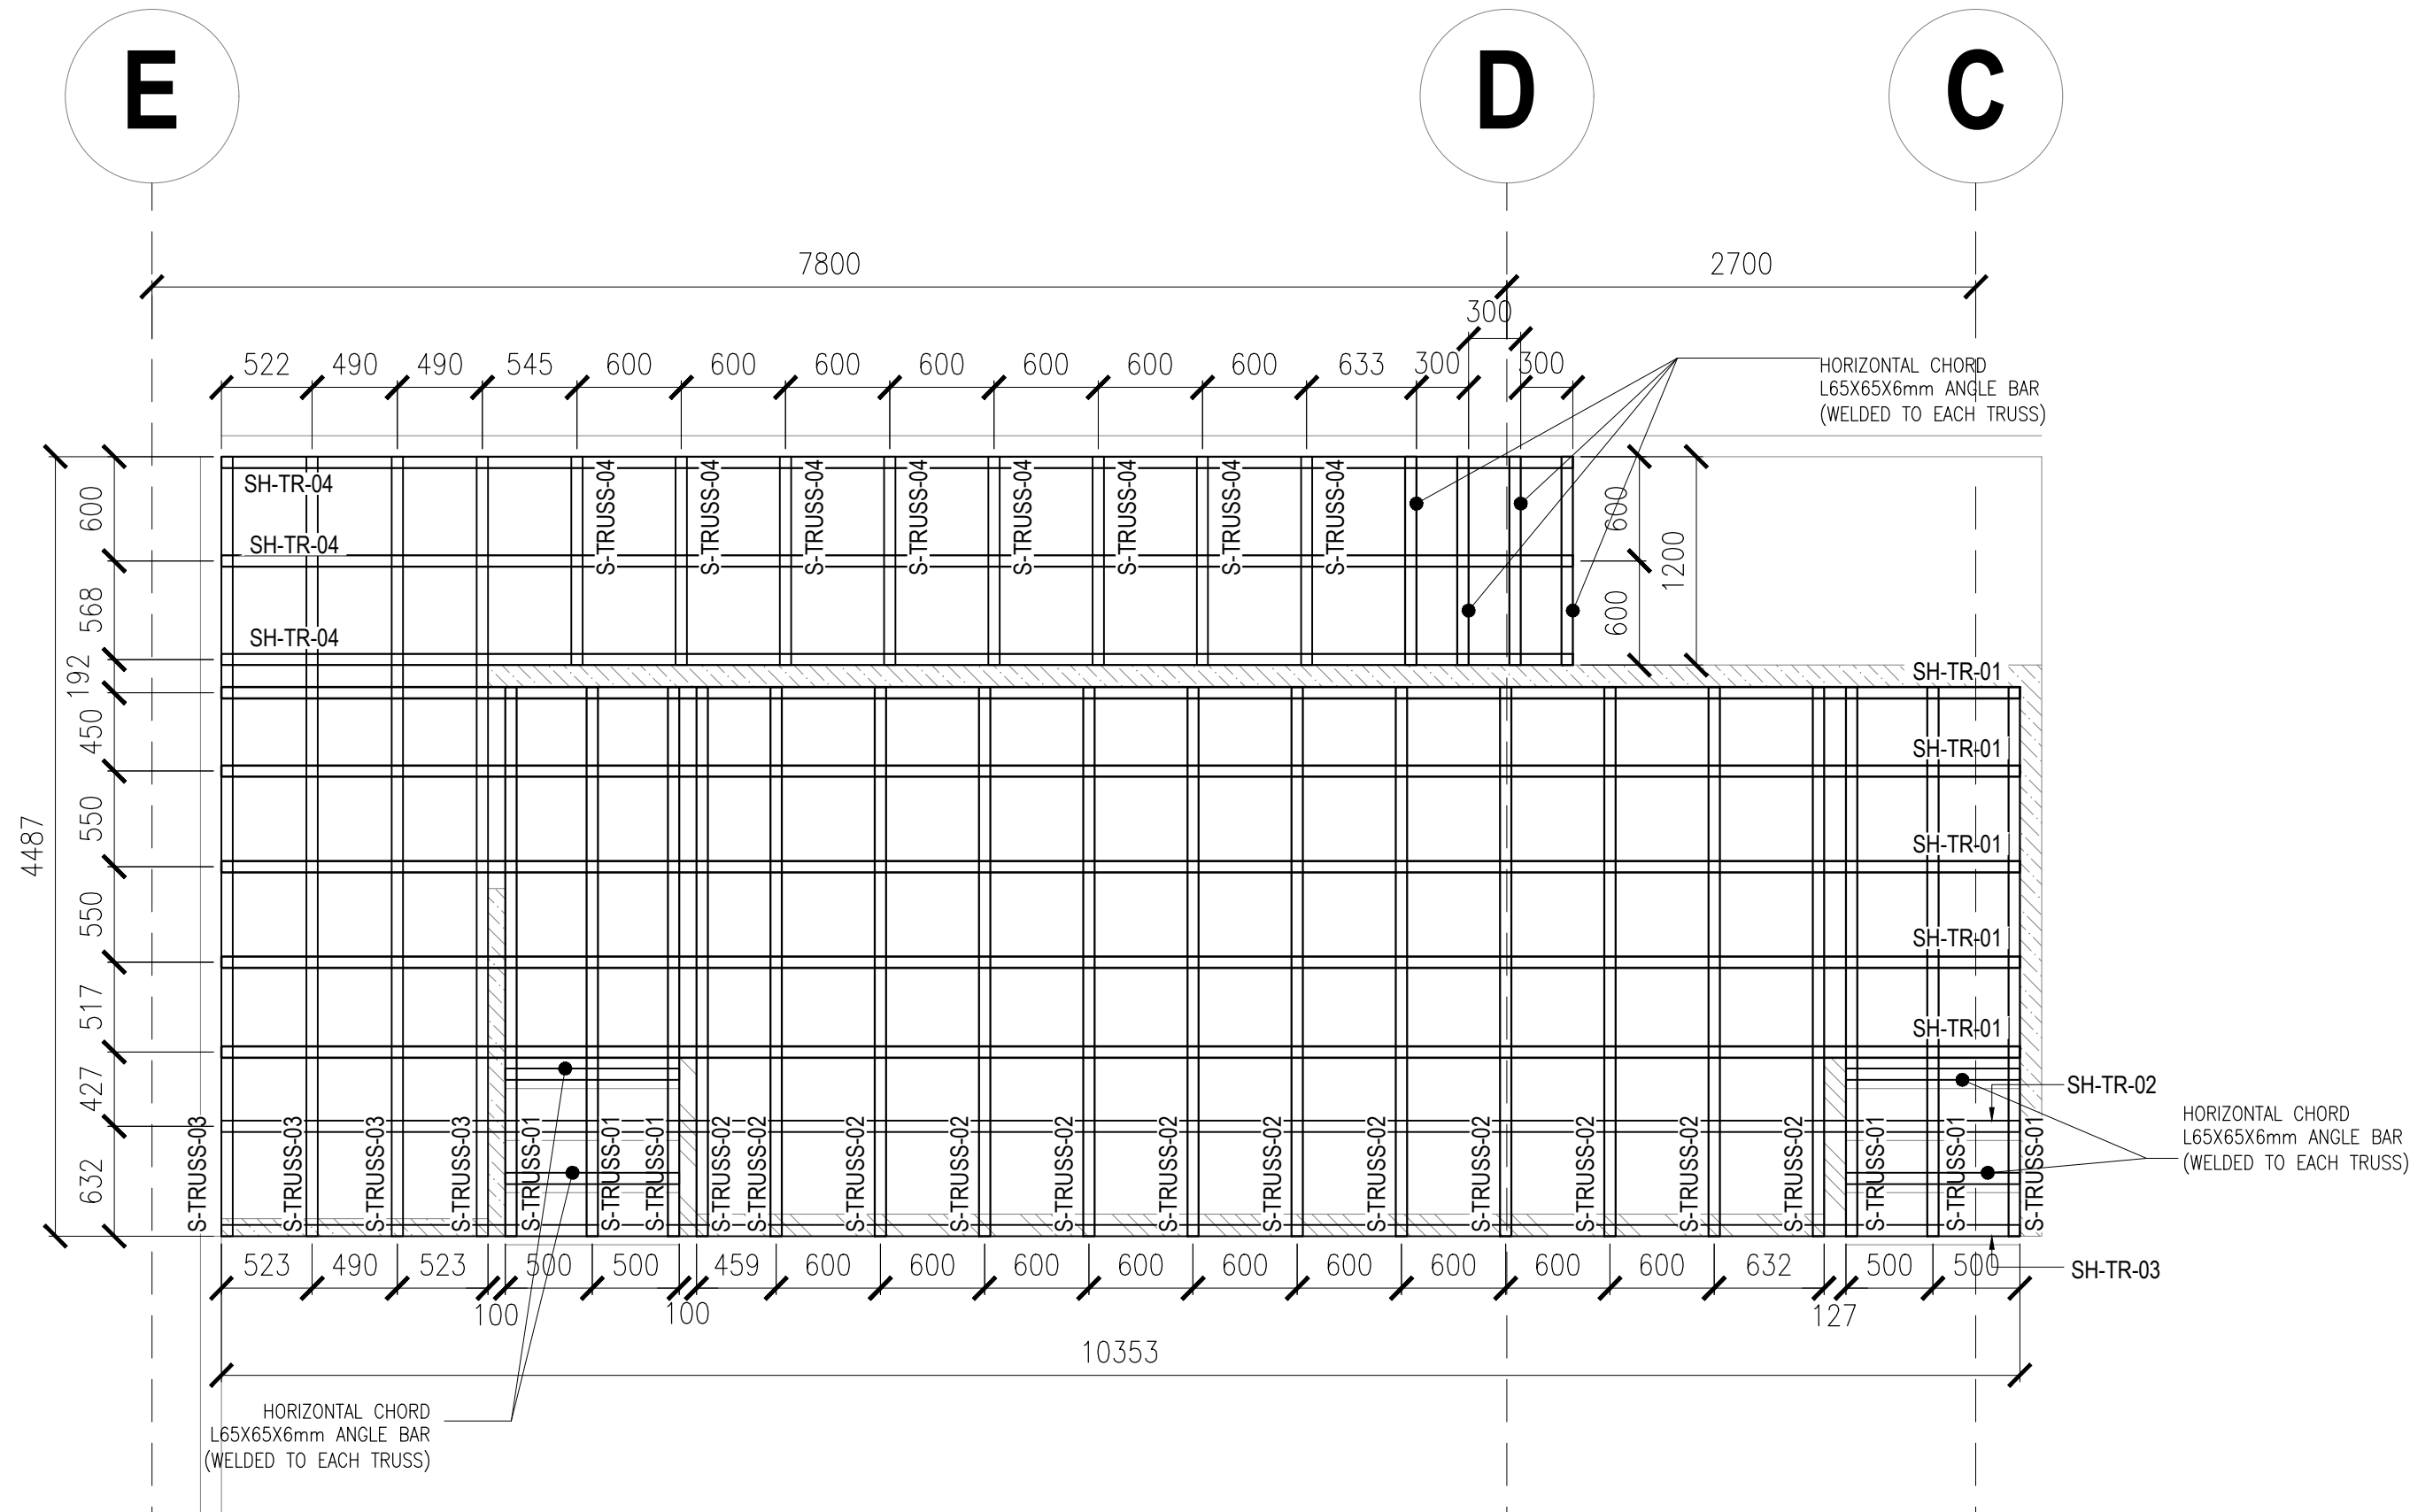 E
D
C
7800
2700
300
522
490
490
545
600
600
600
600
600
600
600
633
300
300
HORIZONTAL CHORD
L65X65X6mm ANGLE BAR
(WELDED TO EACH TRUSS)
SH-TR-04
SH-TR-04
SH-TR-04
S-TRUSS-04
S-TRUSS-04
S-TRUSS-04
S-TRUSS-04
S-TRUSS-04
S-TRUSS-04
S-TRUSS-04
S-TRUSS-04
600
600
1200
4487
600
568
192
450
550
550
517
427
632
SH-TR-01
SH-TR-01
SH-TR-01
SH-TR-01
SH-TR-01
SH-TR-02
HORIZONTAL CHORD
L65X65X6mm ANGLE BAR
(WELDED TO EACH TRUSS)
S-TRUSS-03
S-TRUSS-03
S-TRUSS-03
S-TRUSS-03
S-TRUSS-01
S-TRUSS-01
S-TRUSS-01
S-TRUSS-02
S-TRUSS-02
S-TRUSS-02
S-TRUSS-02
S-TRUSS-02
S-TRUSS-02
S-TRUSS-02
S-TRUSS-02
S-TRUSS-02
S-TRUSS-02
S-TRUSS-02
S-TRUSS-02
S-TRUSS-01
S-TRUSS-01
S-TRUSS-01
SH-TR-03
523
490
523
100
500
500
100
459
600
600
600
600
600
600
600
600
600
632
127
500
500
10353
HORIZONTAL CHORD
L65X65X6mm ANGLE BAR
(WELDED TO EACH TRUSS)